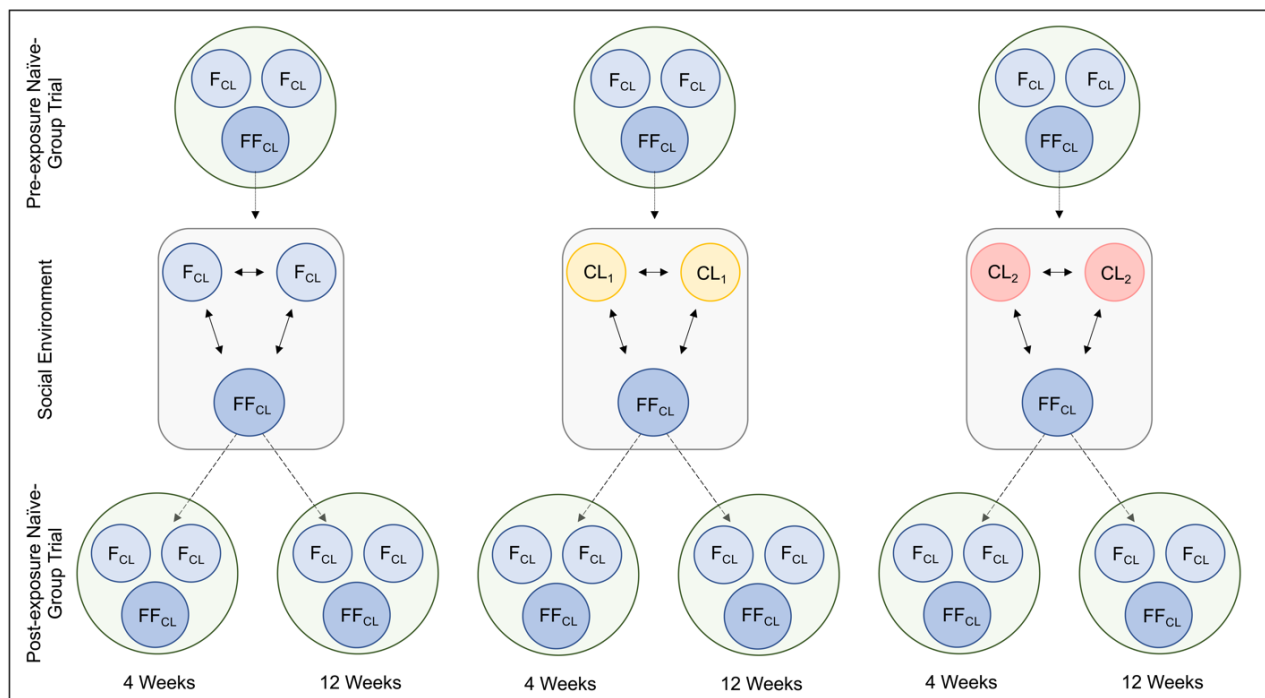 Pre-exposure Naïve-
Group Trial
F_CL F_CL F_CL F_CL F_CL F_CL
FF_CL FF_CL FF_CL
Social Environment
F_CL F_CL CL_1 CL_1 CL_2 CL_2
FF_CL FF_CL FF_CL
Post-exposure Naïve-
Group Trial
F_CL F_CL F_CL F_CL F_CL F_CL F_CL F_CL F_CL F_CL F_CL F_CL
FF_CL FF_CL FF_CL FF_CL FF_CL FF_CL
4 Weeks 12 Weeks 4 Weeks 12 Weeks 4 Weeks 12 Weeks